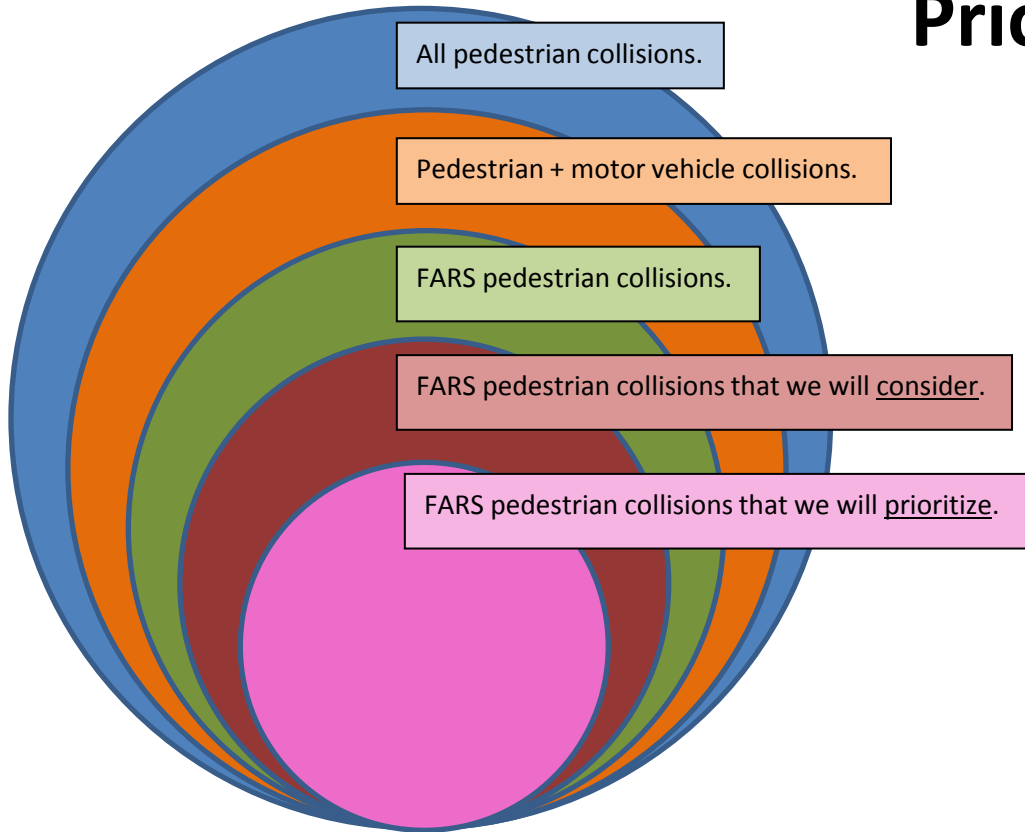 All pedestrian collisions.
Pedestrian + motor vehicle collisions.
FARS pedestrian collisions.
FARS pedestrian collisions that we will consider.
FARS pedestrian collisions that we will prioritize.